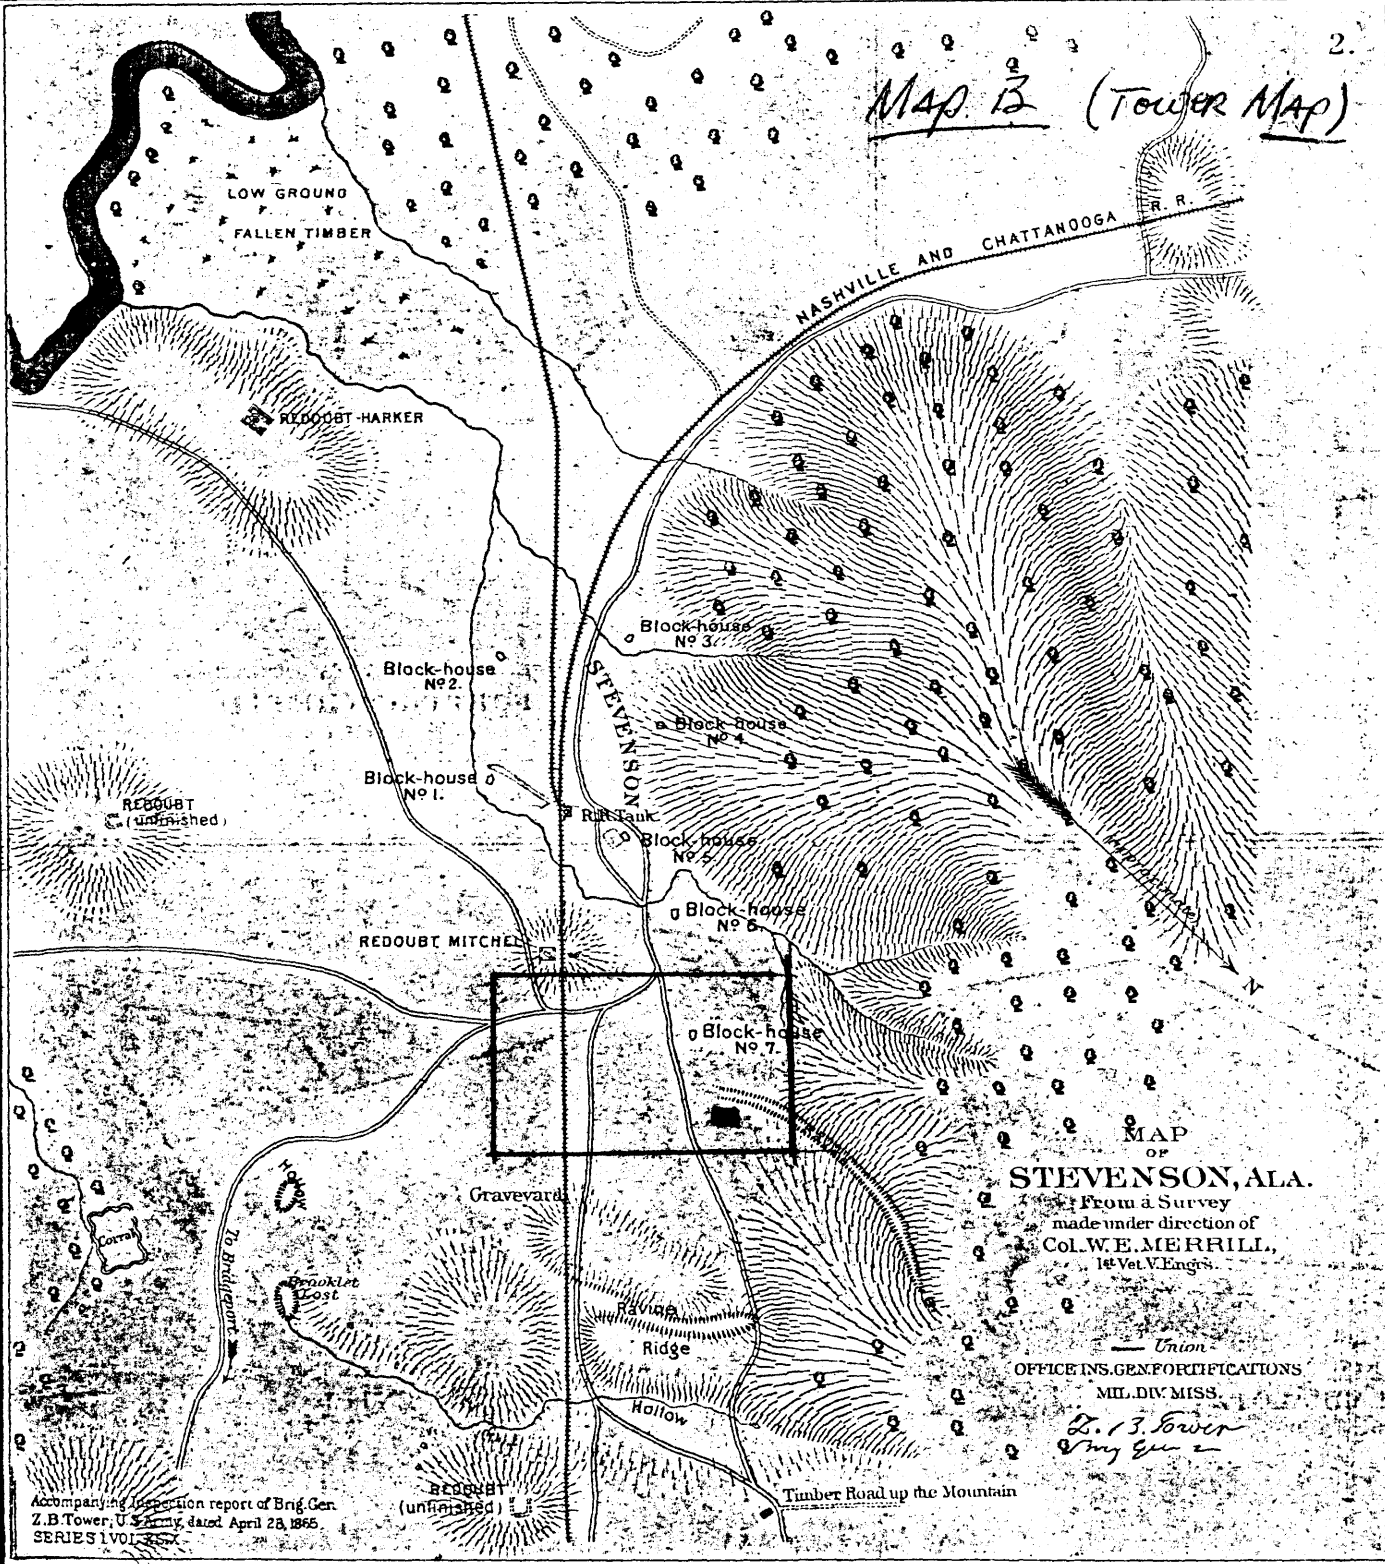 2.
Map. B (Tower Map)
LOW GROUND
FALLEN TIMBER
NASHVILLE AND CHATTANOOGA R. R.
REDOUBT HARKER
Block-house
No 3.
Block-house
No 2.
STEVENSON
Block-house
No 4
Block-house
No 1.
REDOUBT
(unfinished)
R.R. Tank
Block-house
No 5.
Block-house
No 6.
REDOUBT MITCHEL
N
Block-house
No 7.
MAP
OF
STEVENSON, ALA.
From a Survey
made under direction of
Col. W. E. MERRILL,
1st Vet. V. Engrs.
Graveyard
Corral
To Bridgeport
Brooklet
Lost
Ravine
Ridge
Hollow
Union
OFFICE INS. GEN. FORTIFICATIONS
MIL. DIV. MISS.
Z. B. Tower
Timber Road up the Mountain
REDOUBT
(unfinished)
Accompanying inspection report of Brig. Gen.
Z. B. Tower, U. S. Army, dated April 28, 1865.
SERIES 1 VOL